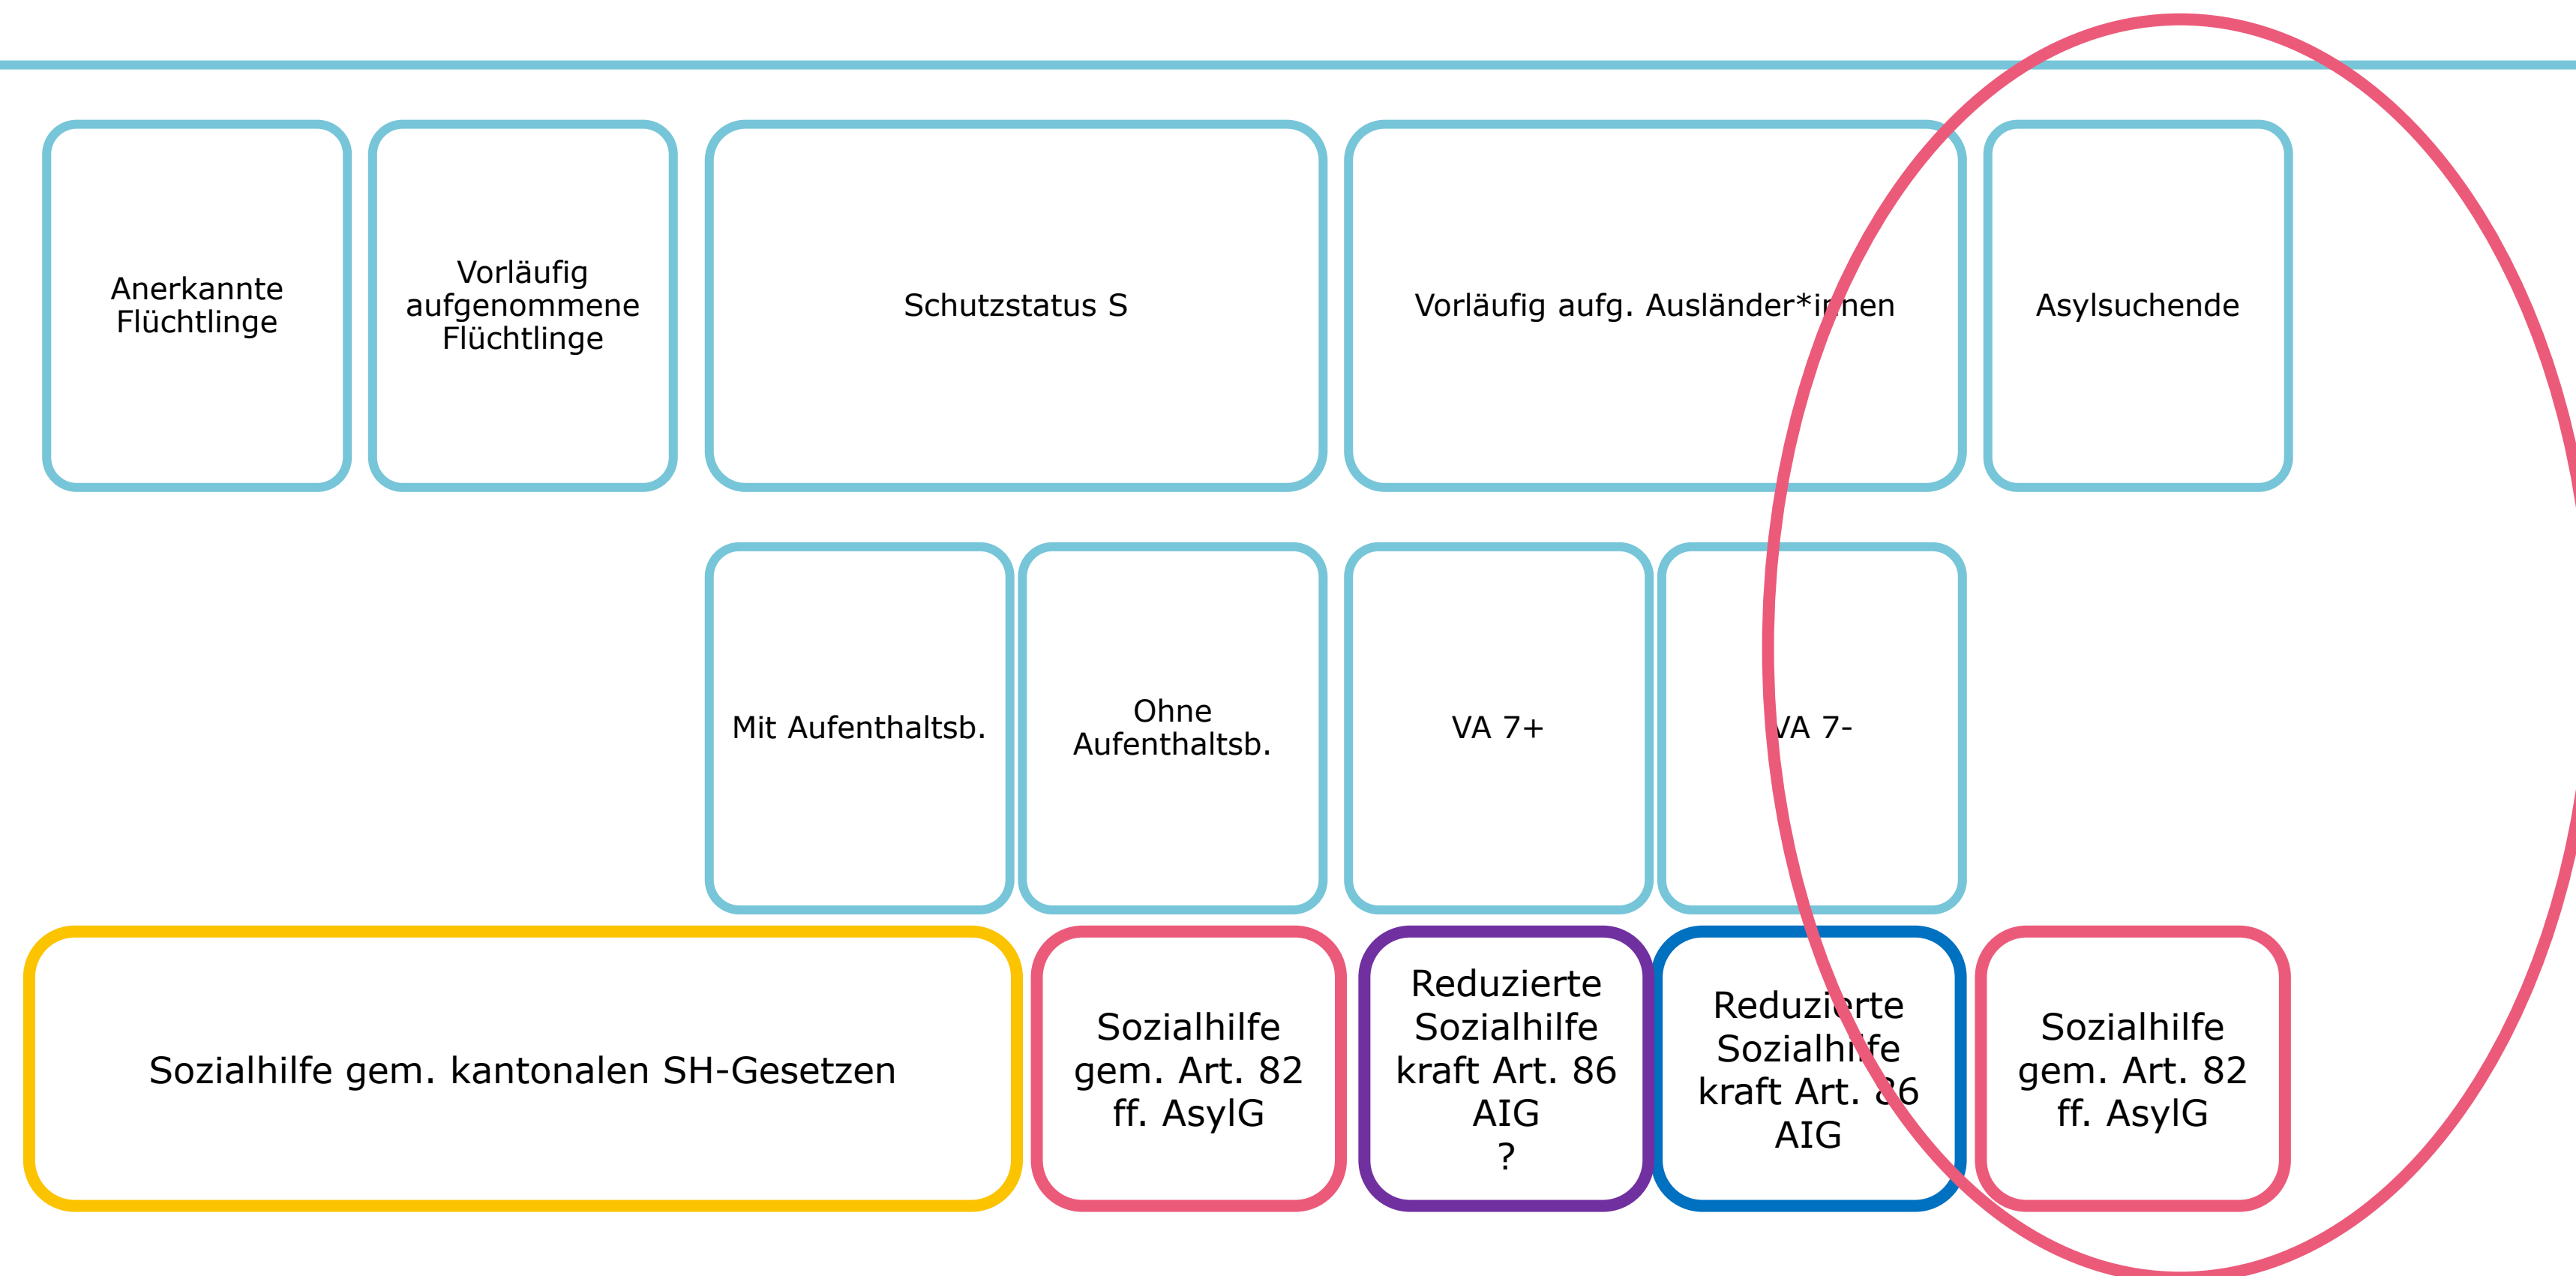 Anerkannte
Flüchtlinge
Vorläufig
aufgenommene
Flüchtlinge
Schutzstatus S
Vorläufig aufg. Ausländer*innen
Asylsuchende
Mit Aufenthaltsb.
Ohne
Aufenthaltsb.
VA 7+
VA 7-
Sozialhilfe gem. kantonalen SH-Gesetzen
Sozialhilfe
gem. Art. 82
ff. AsylG
Reduzierte
Sozialhilfe
kraft Art. 86
AIG
?
Reduzierte
Sozialhilfe
kraft Art. 86
AIG
Sozialhilfe
gem. Art. 82
ff. AsylG